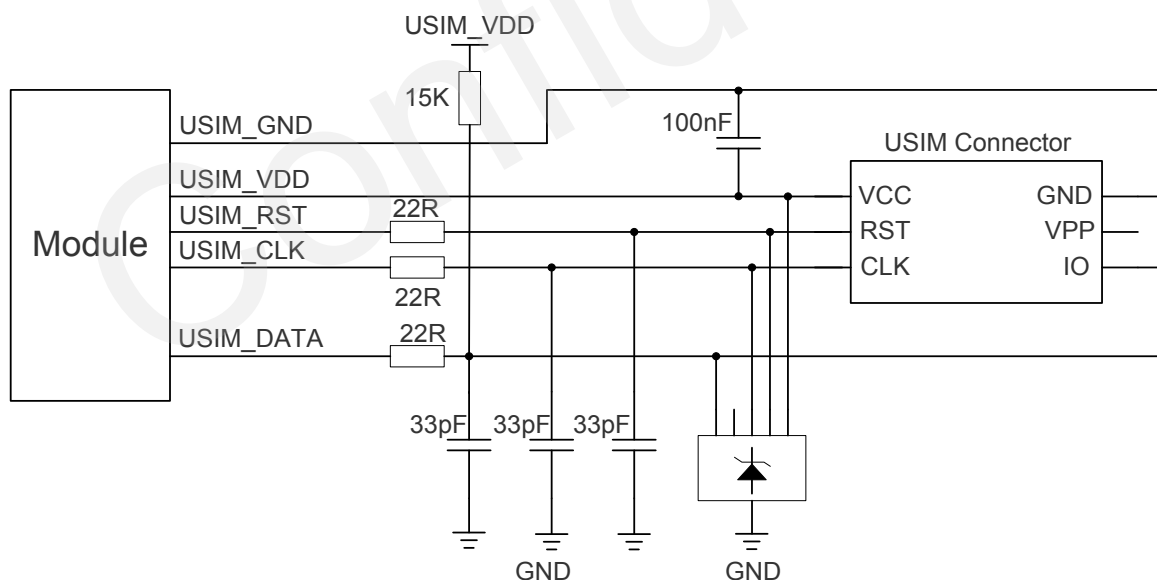 USIM_VDD
15K
USIM_GND
100nF
USIM Connector
USIM_VDD
VCC
GND
USIM_RST
22R
RST
VPP
Module
USIM_CLK
22R
CLK
IO
USIM_DATA
22R
33pF
33pF
33pF
GND
GND
Confid